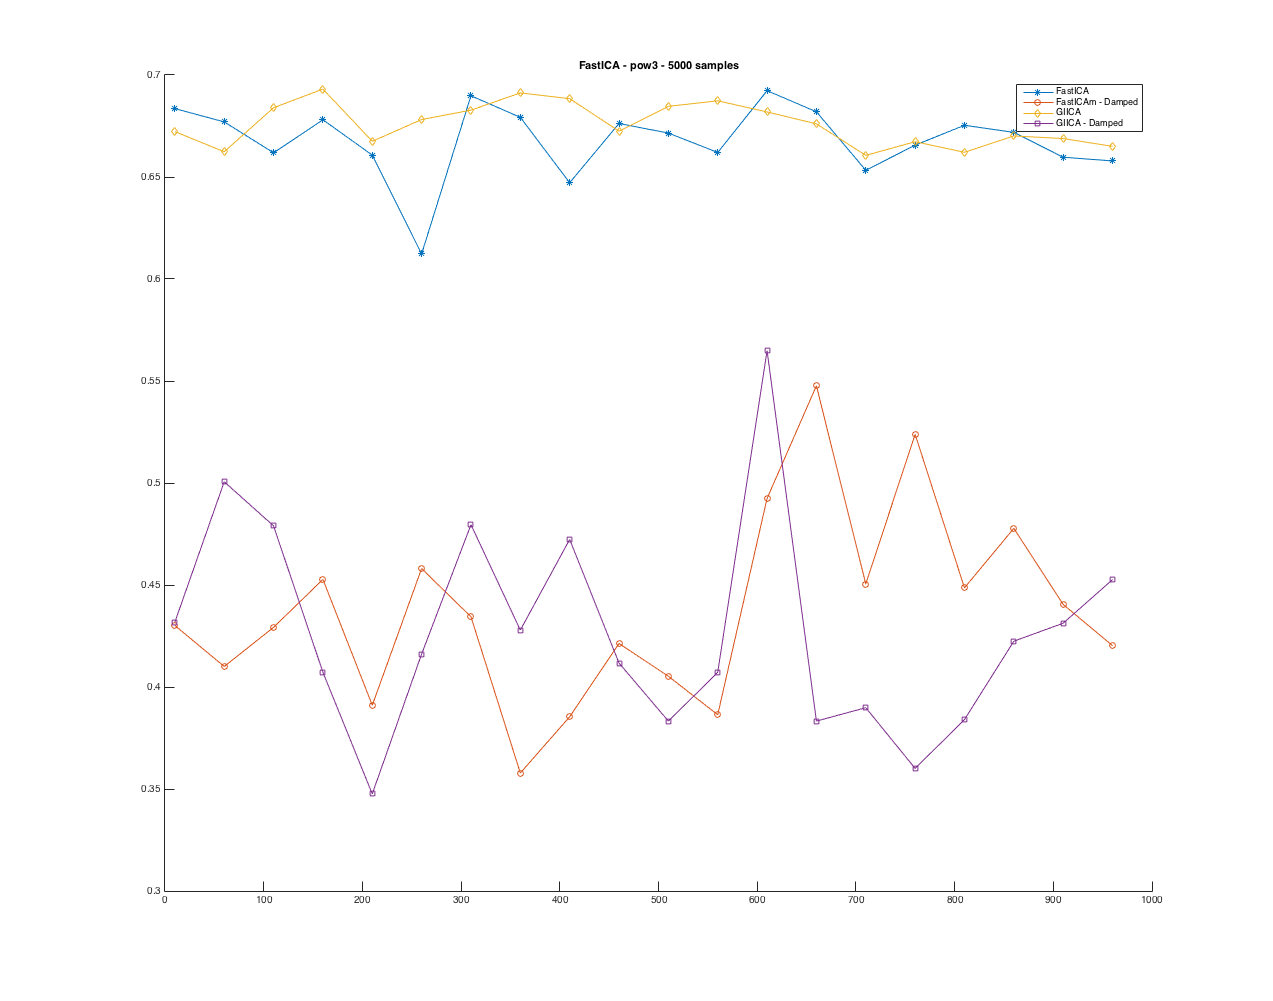 FastICA - pow3 - 5000 samples
0.7
FastICA
FastICAm - Damped
GIICA
GIICA - Damped
0.65
0.6
0.55
0.5
0.45
0.4
0.35
0.3
0 100 200 300 400 500 600 700 800 900 1000